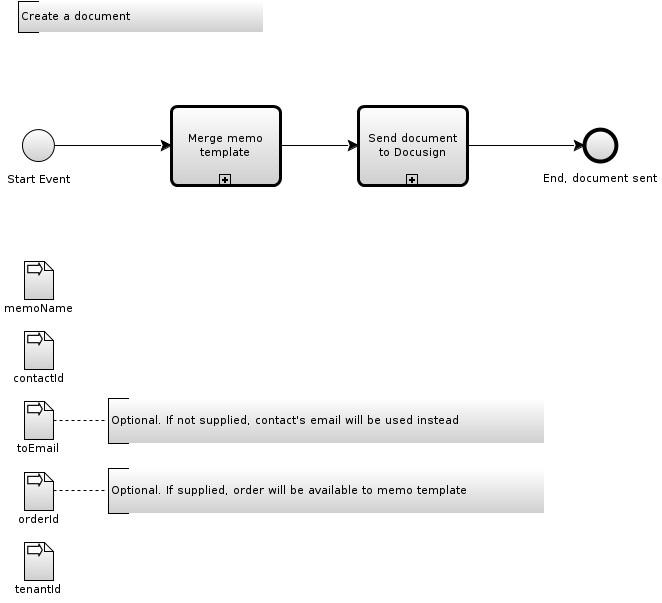 Create a document
Merge memo
template
Send document
to Docusign
Start Event
End, document sent
memoName
contactId
toEmail
Optional. If not supplied, contact's email will be used instead
orderId
Optional. If supplied, order will be available to memo template
tenantId